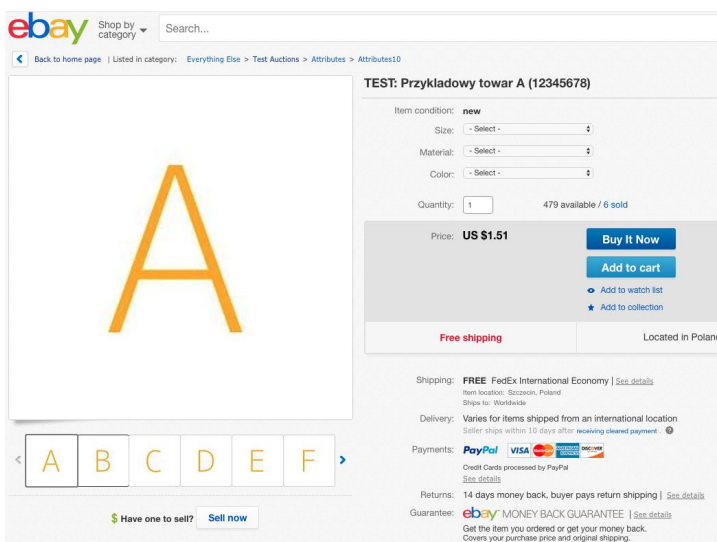 ebay
Shop by
category
Search...
Back to home page | Listed in category: Everything Else > Test Auctions > Attributes > Attributes10
A
TEST: Przykladowy towar A (12345678)
Item condition: new
Size: - Select -
Material: - Select -
Color: - Select -
Quantity: 1 479 available / 6 sold
Price: US $1.51
Buy It Now
Add to cart
Add to watch list
Add to collection
Free shipping Located in Poland
Shipping: FREE FedEx International Economy | See details
Item location: Szczecin, Poland
Ships to: Worldwide
Delivery: Varies for items shipped from an international location
Seller ships within 10 days after receiving cleared payment.
Payments: PayPal VISA DISCOVER
Credit Cards processed by PayPal
See details
Returns: 14 days money back, buyer pays return shipping | See details
Guarantee: ebay MONEY BACK GUARANTEE | See details
Get the item you ordered or get your money back.
Covers your purchase price and original shipping.
A B C D E F
$ Have one to sell? Sell now